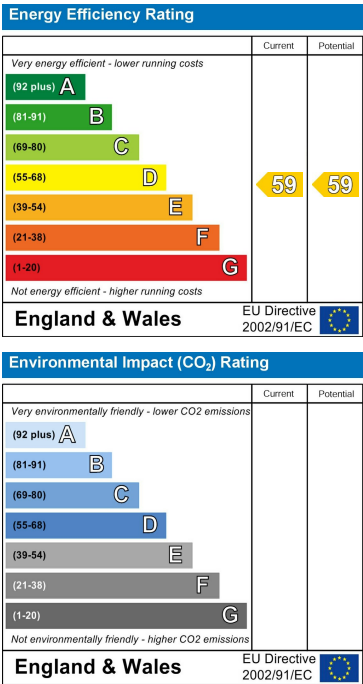 Energy Efficiency Rating
Current Potential
Very energy efficient - lower running costs
(92 plus) A
(81-91) B
(69-80) C
(55-68) D 59 59
(39-54) E
(21-38) F
(1-20) G
Not energy efficient - higher running costs
England & Wales EU Directive 2002/91/EC
Environmental Impact (CO₂) Rating
Current Potential
Very environmentally friendly - lower CO2 emissions
(92 plus) A
(81-91) B
(69-80) C
(55-68) D
(39-54) E
(21-38) F
(1-20) G
Not environmentally friendly - higher CO2 emissions
England & Wales EU Directive 2002/91/EC